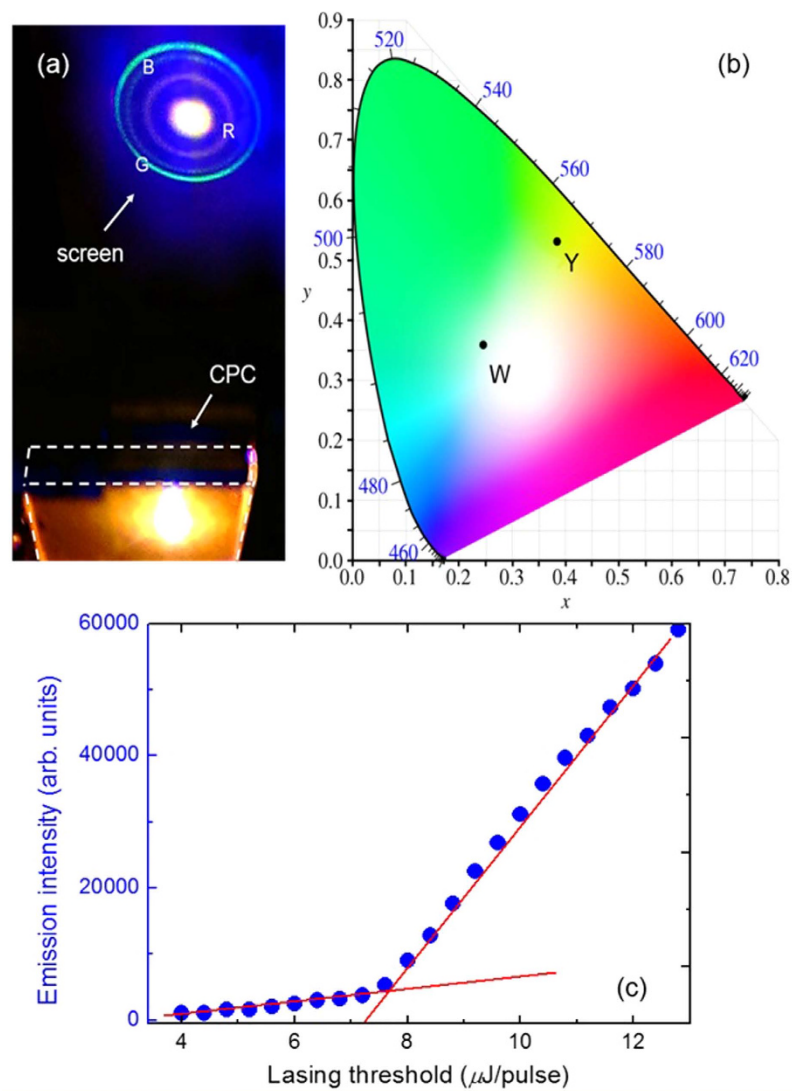 (a)
B
R
G
screen
CPC
(b)
0.9
0.8
0.7
0.6
0.5
0.4
0.3
0.2
0.1
0.0
y
0.0 0.1 0.2 0.3 0.4 0.5 0.6 0.7 0.8
x
520
540
560
500
580
600
620
480
460
Y
W
60000
40000
20000
0
Emission intensity (arb. units)
(c)
4 6 8 10 12
Lasing threshold (μJ/pulse)